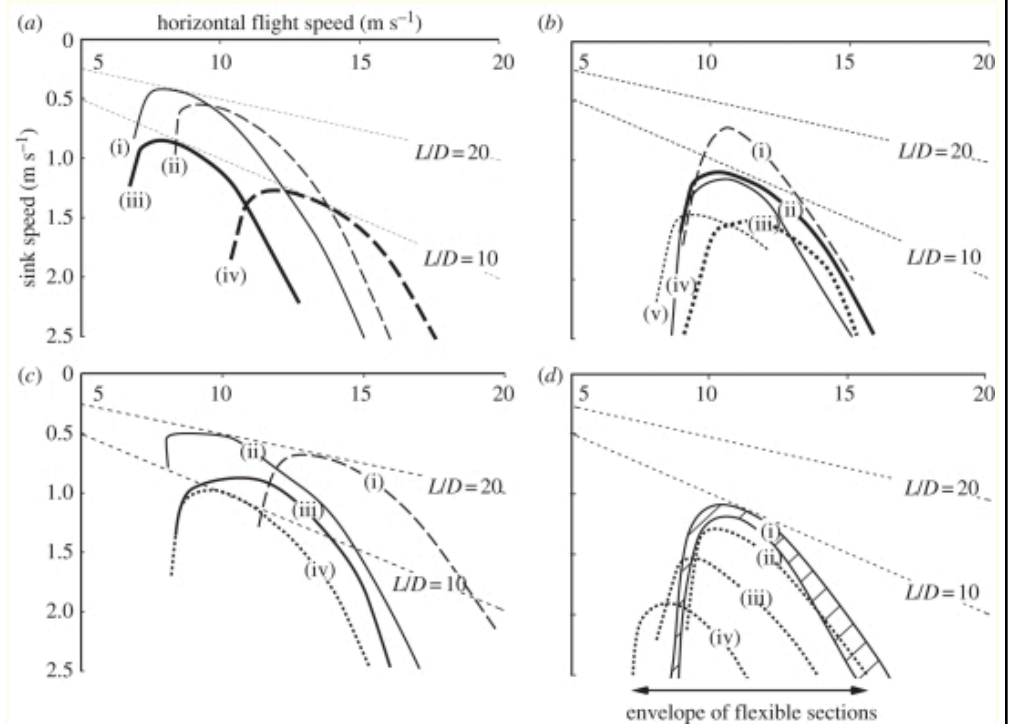 (a) horizontal flight speed (m s⁻¹)
0 5 10 15 20
0.5
1.0
1.5
2.0
2.5
sink speed (m s⁻¹)
(i)
(ii)
(iii)
(iv)
L/D = 20
L/D = 10
(b)
5 10 15 20
(i)
(ii)
(iii)
(iv)
(v)
L/D = 20
L/D = 10
(c)
0 5 10 15 20
0.5
1.0
1.5
2.0
2.5
(i)
(ii)
(iii)
(iv)
L/D = 20
L/D = 10
(d)
5 10 15 20
(i)
(ii)
(iii)
(iv)
L/D = 20
L/D = 10
envelope of flexible sections